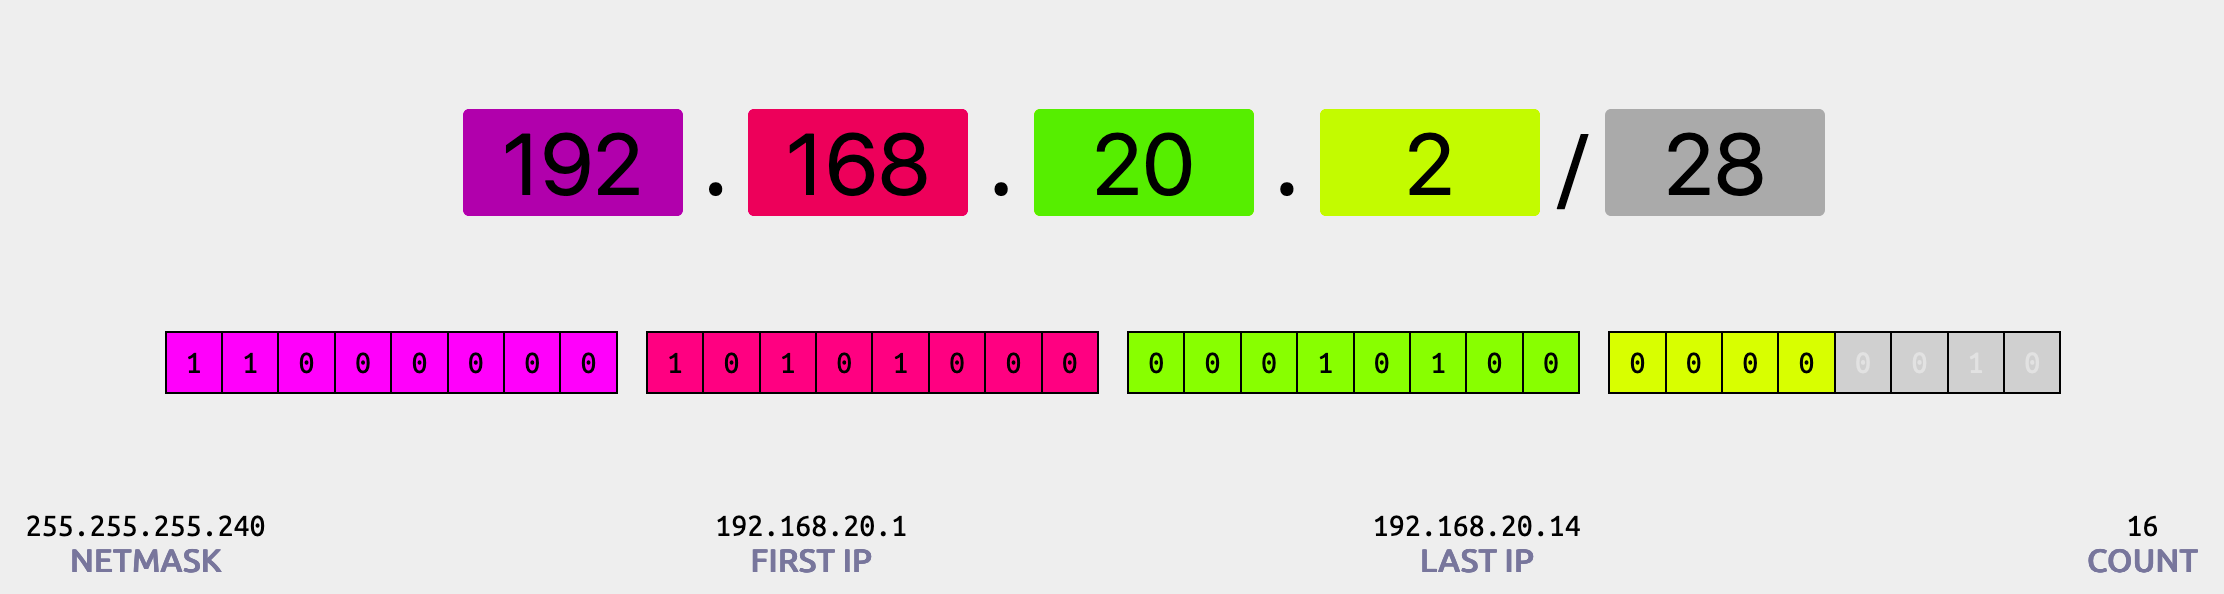 192 . 168 . 20 . 2 / 28
1 1 0 0 0 0 0 0 1 0 1 0 1 0 0 0 0 0 0 1 0 1 0 0 0 0 0 0 0 0 1 0
255.255.255.240 192.168.20.1 192.168.20.14 16
NETMASK FIRST IP LAST IP COUNT